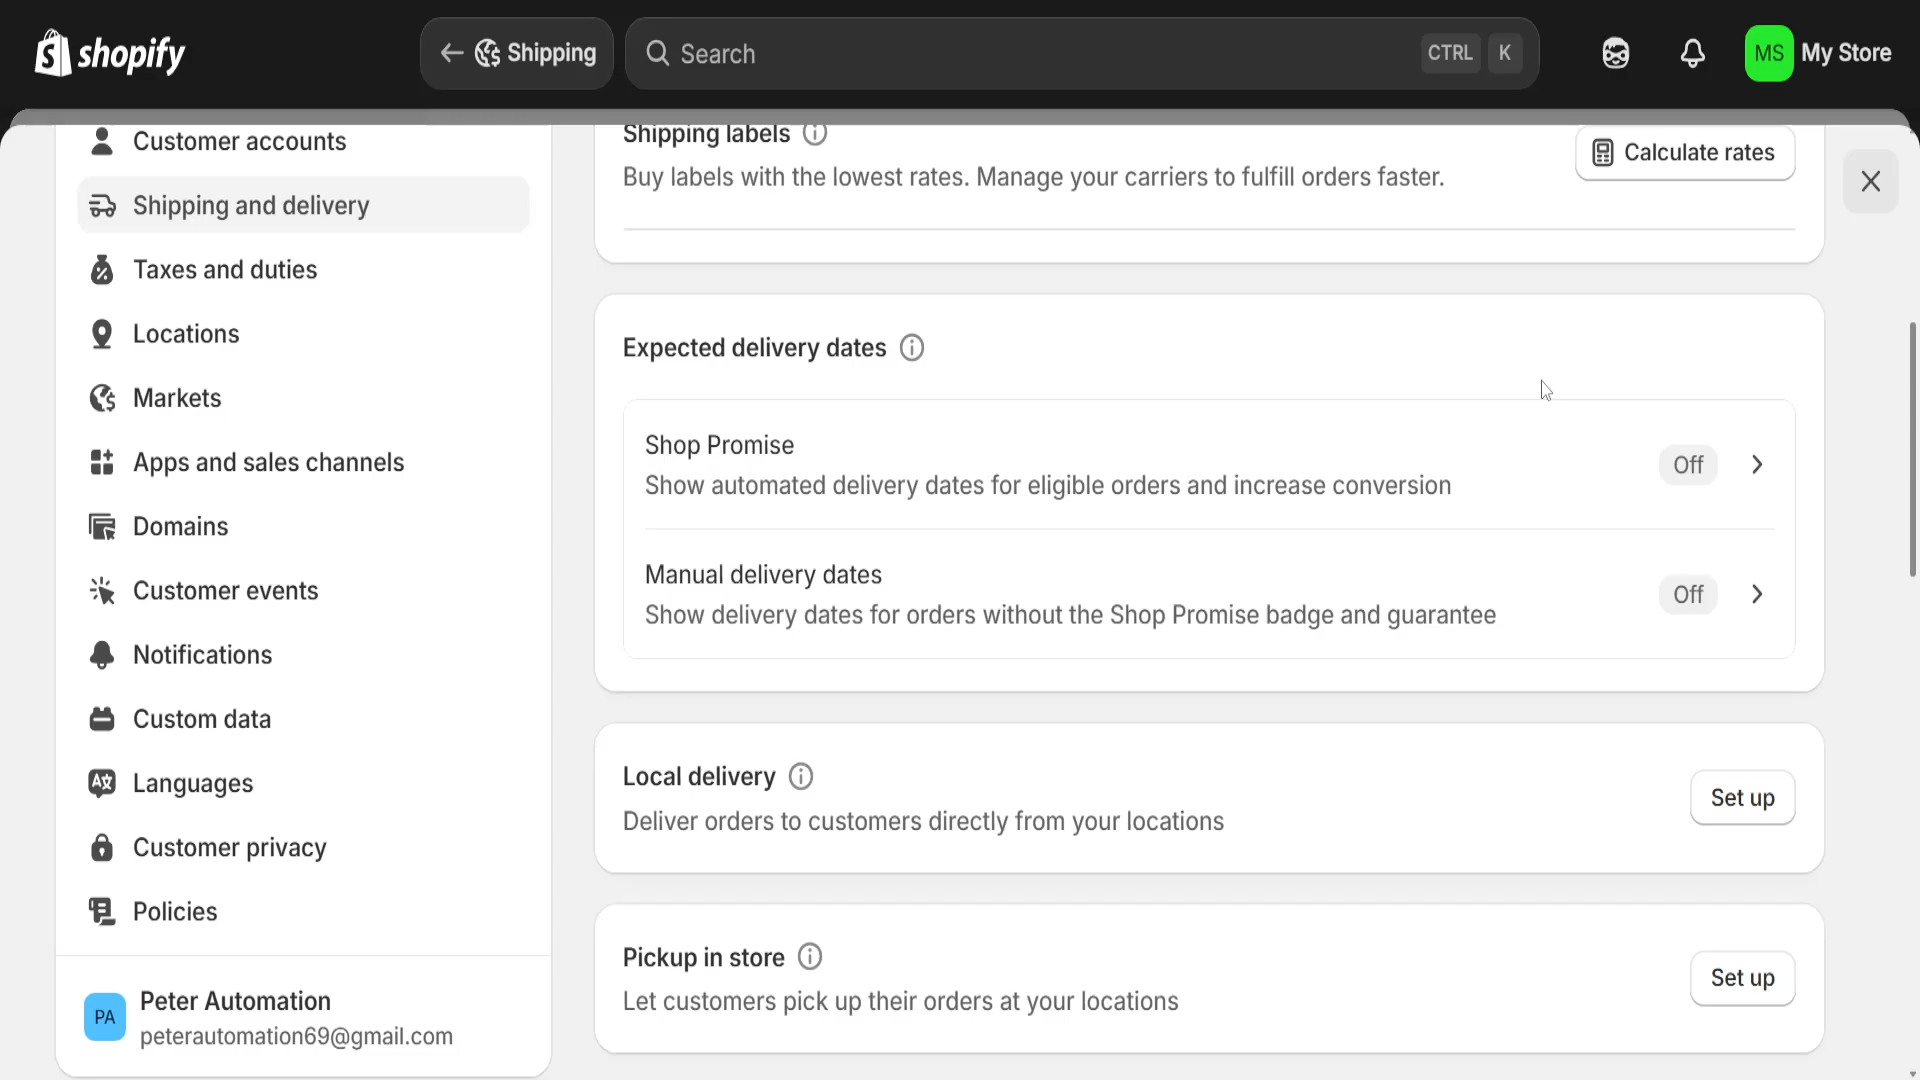 shopify
Shipping
Search
CTRL
K
MS
My Store
Customer accounts
Shipping and delivery
Taxes and duties
Locations
Markets
Apps and sales channels
Domains
Customer events
Notifications
Custom data
Languages
Customer privacy
Policies
PA
Peter Automation
peterautomation69@gmail.com
Shipping labels
Buy labels with the lowest rates. Manage your carriers to fulfill orders faster.
Calculate rates
Expected delivery dates
Shop Promise
Show automated delivery dates for eligible orders and increase conversion
Off
Manual delivery dates
Show delivery dates for orders without the Shop Promise badge and guarantee
Off
Local delivery
Deliver orders to customers directly from your locations
Set up
Pickup in store
Let customers pick up their orders at your locations
Set up